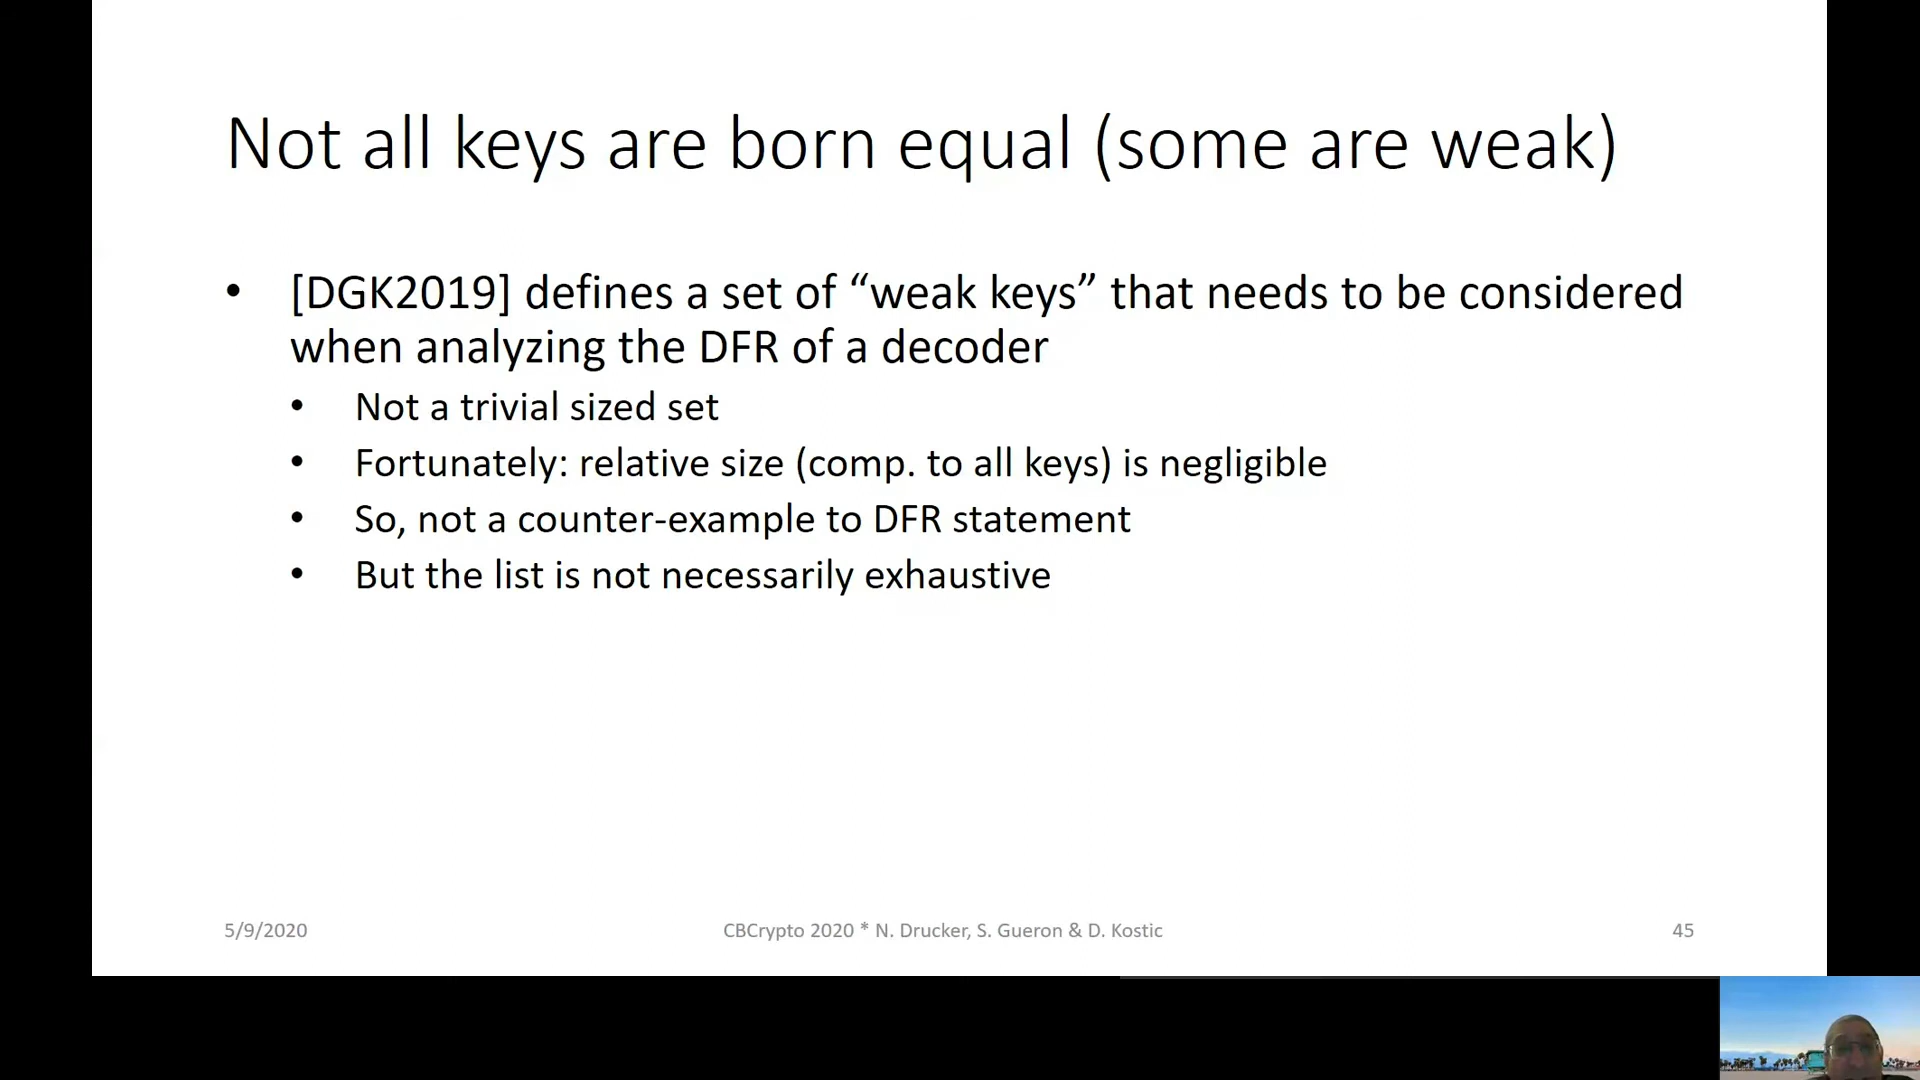 Not all keys are born equal (some are weak)
• [DGK2019] defines a set of “weak keys” that needs to be considered
when analyzing the DFR of a decoder
• Not a trivial sized set
• Fortunately: relative size (comp. to all keys) is negligible
• So, not a counter-example to DFR statement
• But the list is not necessarily exhaustive
5/9/2020
CBCrypto 2020 * N. Drucker, S. Gueron & D. Kostic
45